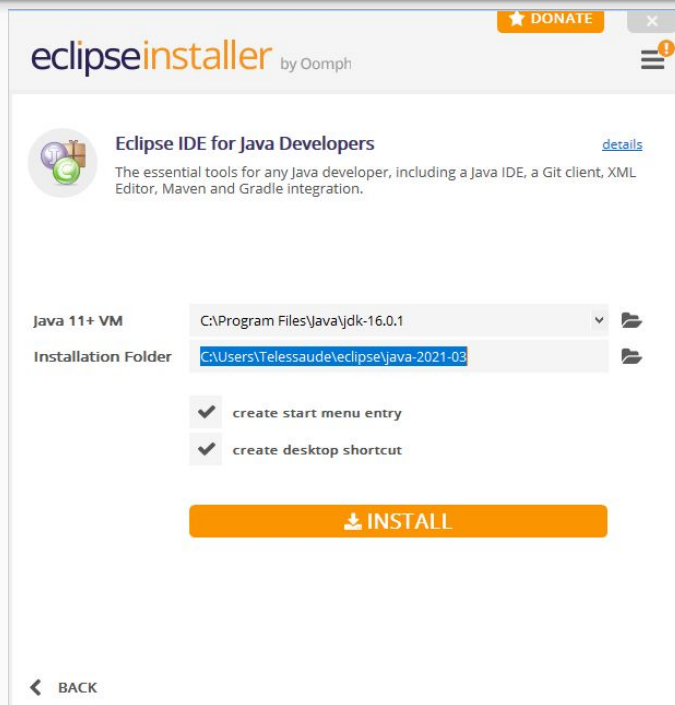 DONATE
eclipseinstaller by Oomph
Eclipse IDE for Java Developers
details
The essential tools for any Java developer, including a Java IDE, a Git client, XML
Editor, Maven and Gradle integration.
Java 11+ VM
C:\Program Files\Java\jdk-16.0.1
Installation Folder
C:\Users\Telessaude\eclipse\java-2021-03
create start menu entry
create desktop shortcut
INSTALL
BACK